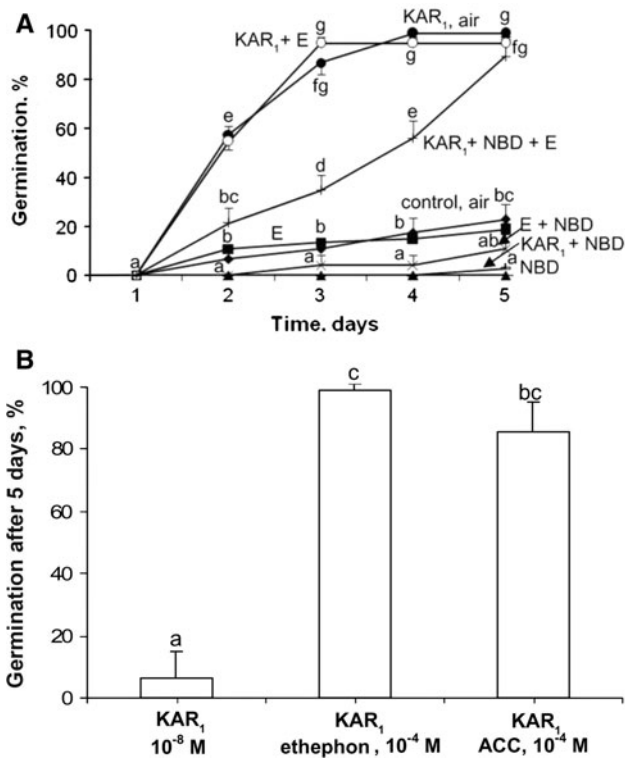 A
Germination. %
100
80
60
40
20
0
1
2
3
4
5
Time. days
KAR₁ + E
KAR₁, air
KAR₁ + NBD + E
control, air
E
E + NBD
KAR₁ + NBD
NBD
a
e
bc
b
a
g
fg
d
b
a
g
e
b
a
g
fg
bc
ab
a
B
Germination after 5 days, %
100
80
60
40
20
0
a
c
bc
KAR₁
10⁻⁸ M
KAR₁
ethephon, 10⁻⁴ M
KAR₁
ACC, 10⁻⁴ M